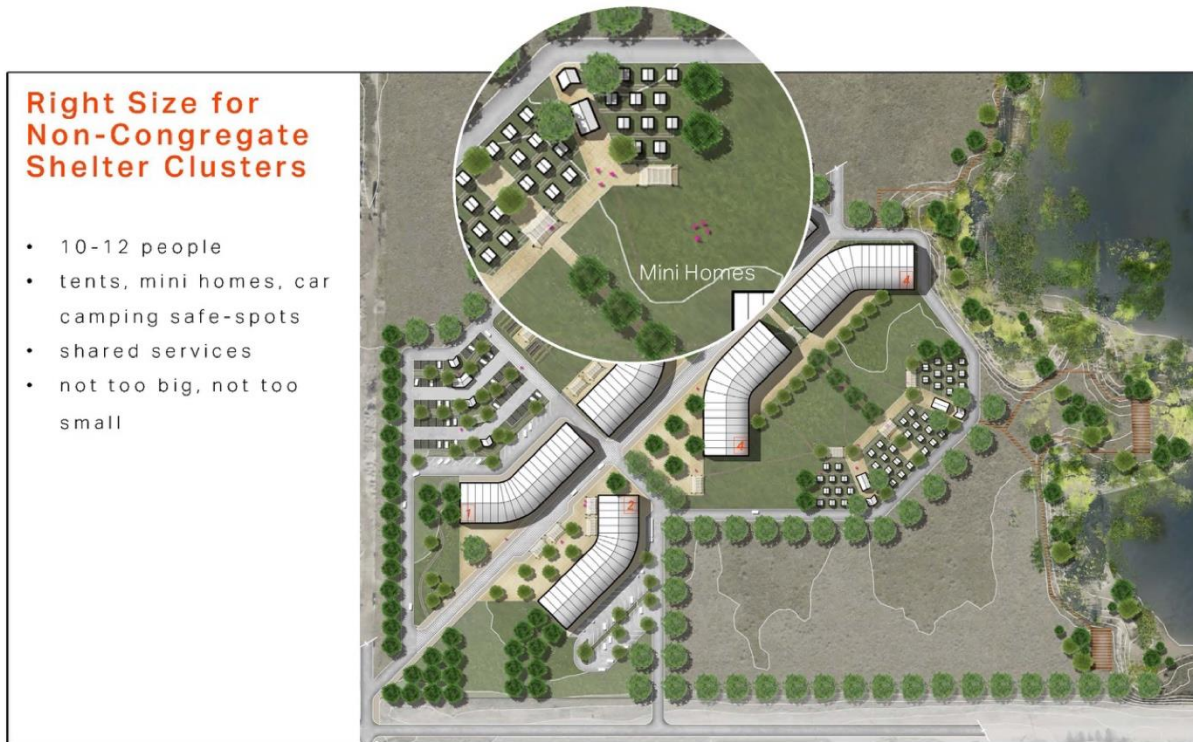 Right Size for
Non-Congregate
Shelter Clusters
• 10-12 people
• tents, mini homes, car
camping safe-spots
• shared services
• not too big, not too
small
Mini Homes
4
4
1
2